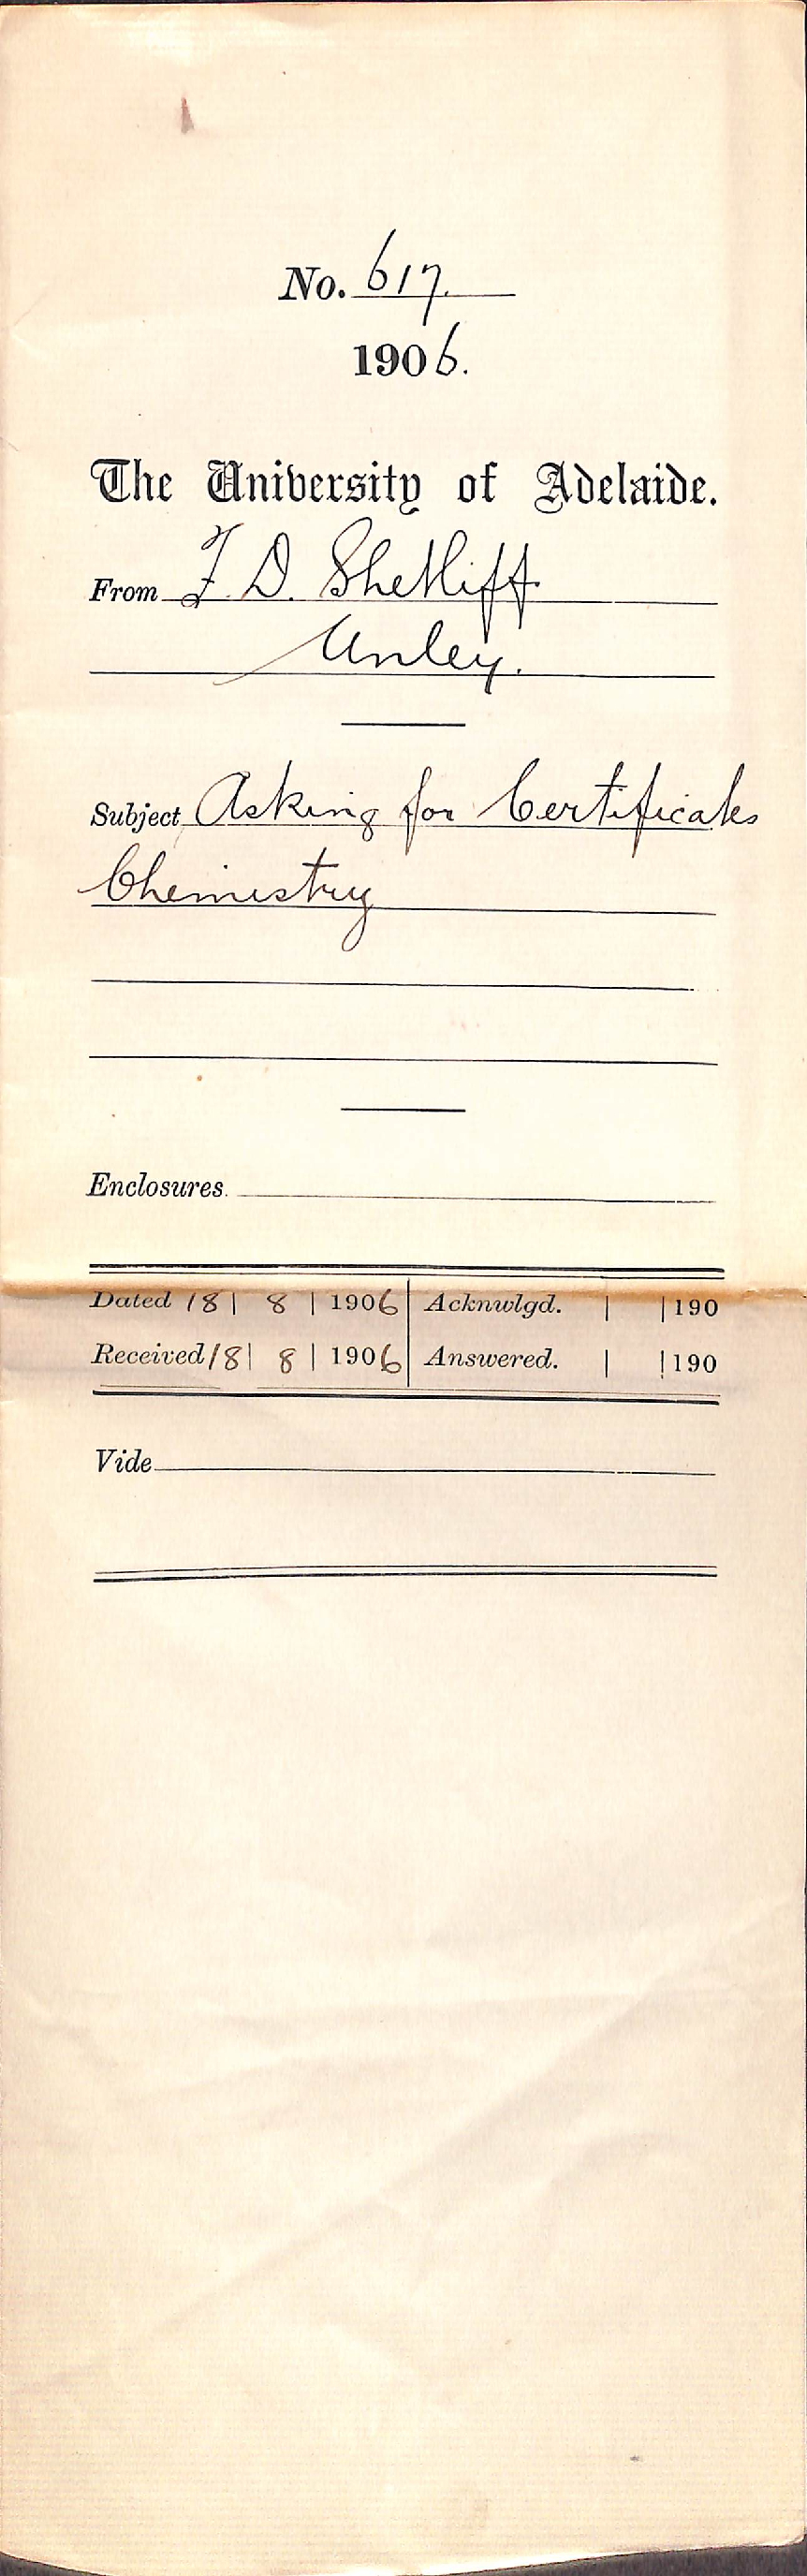 No. 617.
1906.
The University of Adelaide.
From F. D. Shetliff
Unley.
Subject Asking for Certificates
Chemistry
Enclosures.
Dated 18 | 8 | 1906 Acknwlgd. | | 190
Received 18 | 8 | 1906 Answered. | | 190
Vide